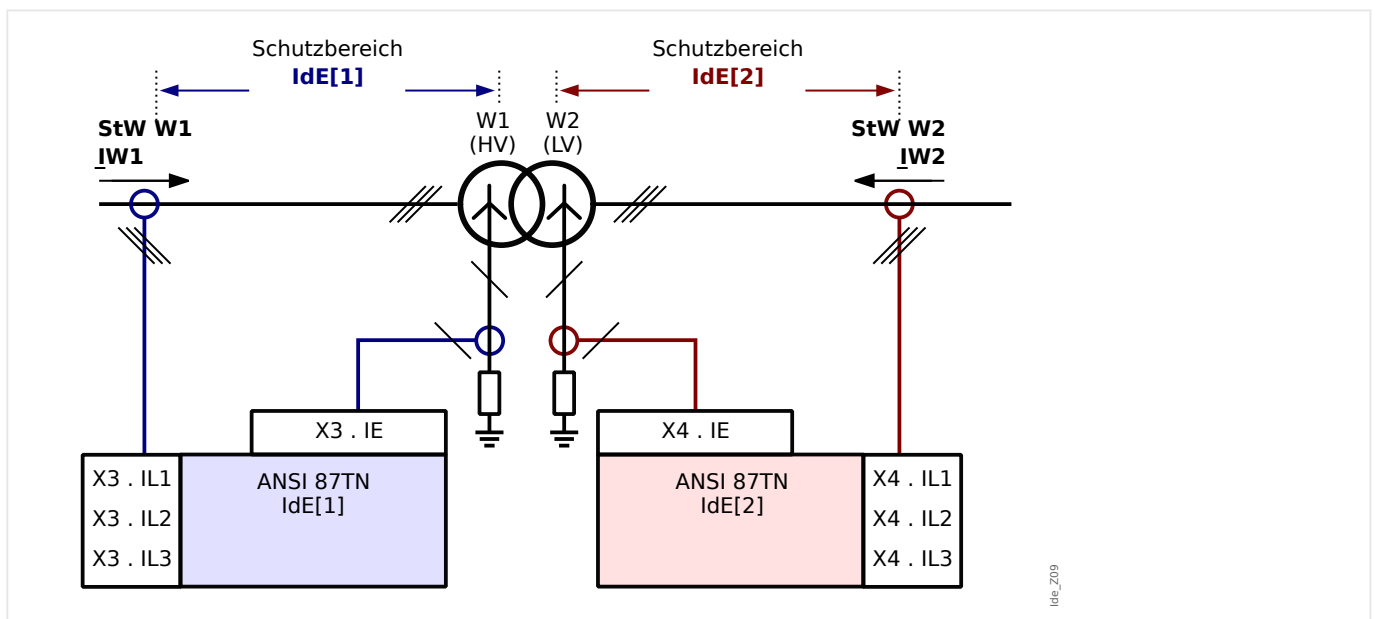 Schutzbereich
IdE[1]
Schutzbereich
IdE[2]
StW W1
IW1
W1
(HV)
W2
(LV)
StW W2
IW2
X3 . IE
X4 . IE
X3 . IL1
X3 . IL2
X3 . IL3
ANSI 87TN
IdE[1]
ANSI 87TN
IdE[2]
X4 . IL1
X4 . IL2
X4 . IL3
Ide_Z09